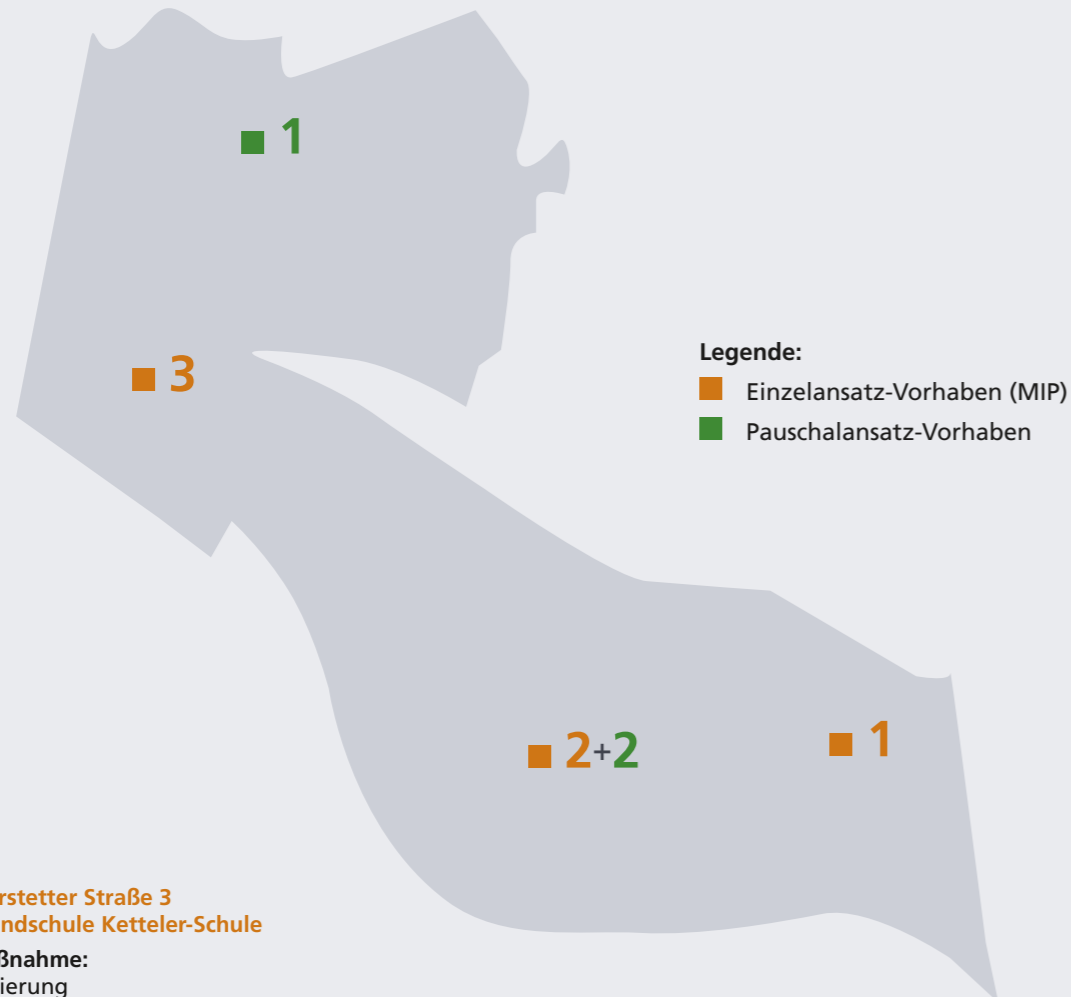 1
3
Legende:
Einzelansatz-Vorhaben (MIP)
Pauschalansatz-Vorhaben
2+2
1
rstetter Straße 3
ndschule Ketteler-Schule
ßnahme:
ierung